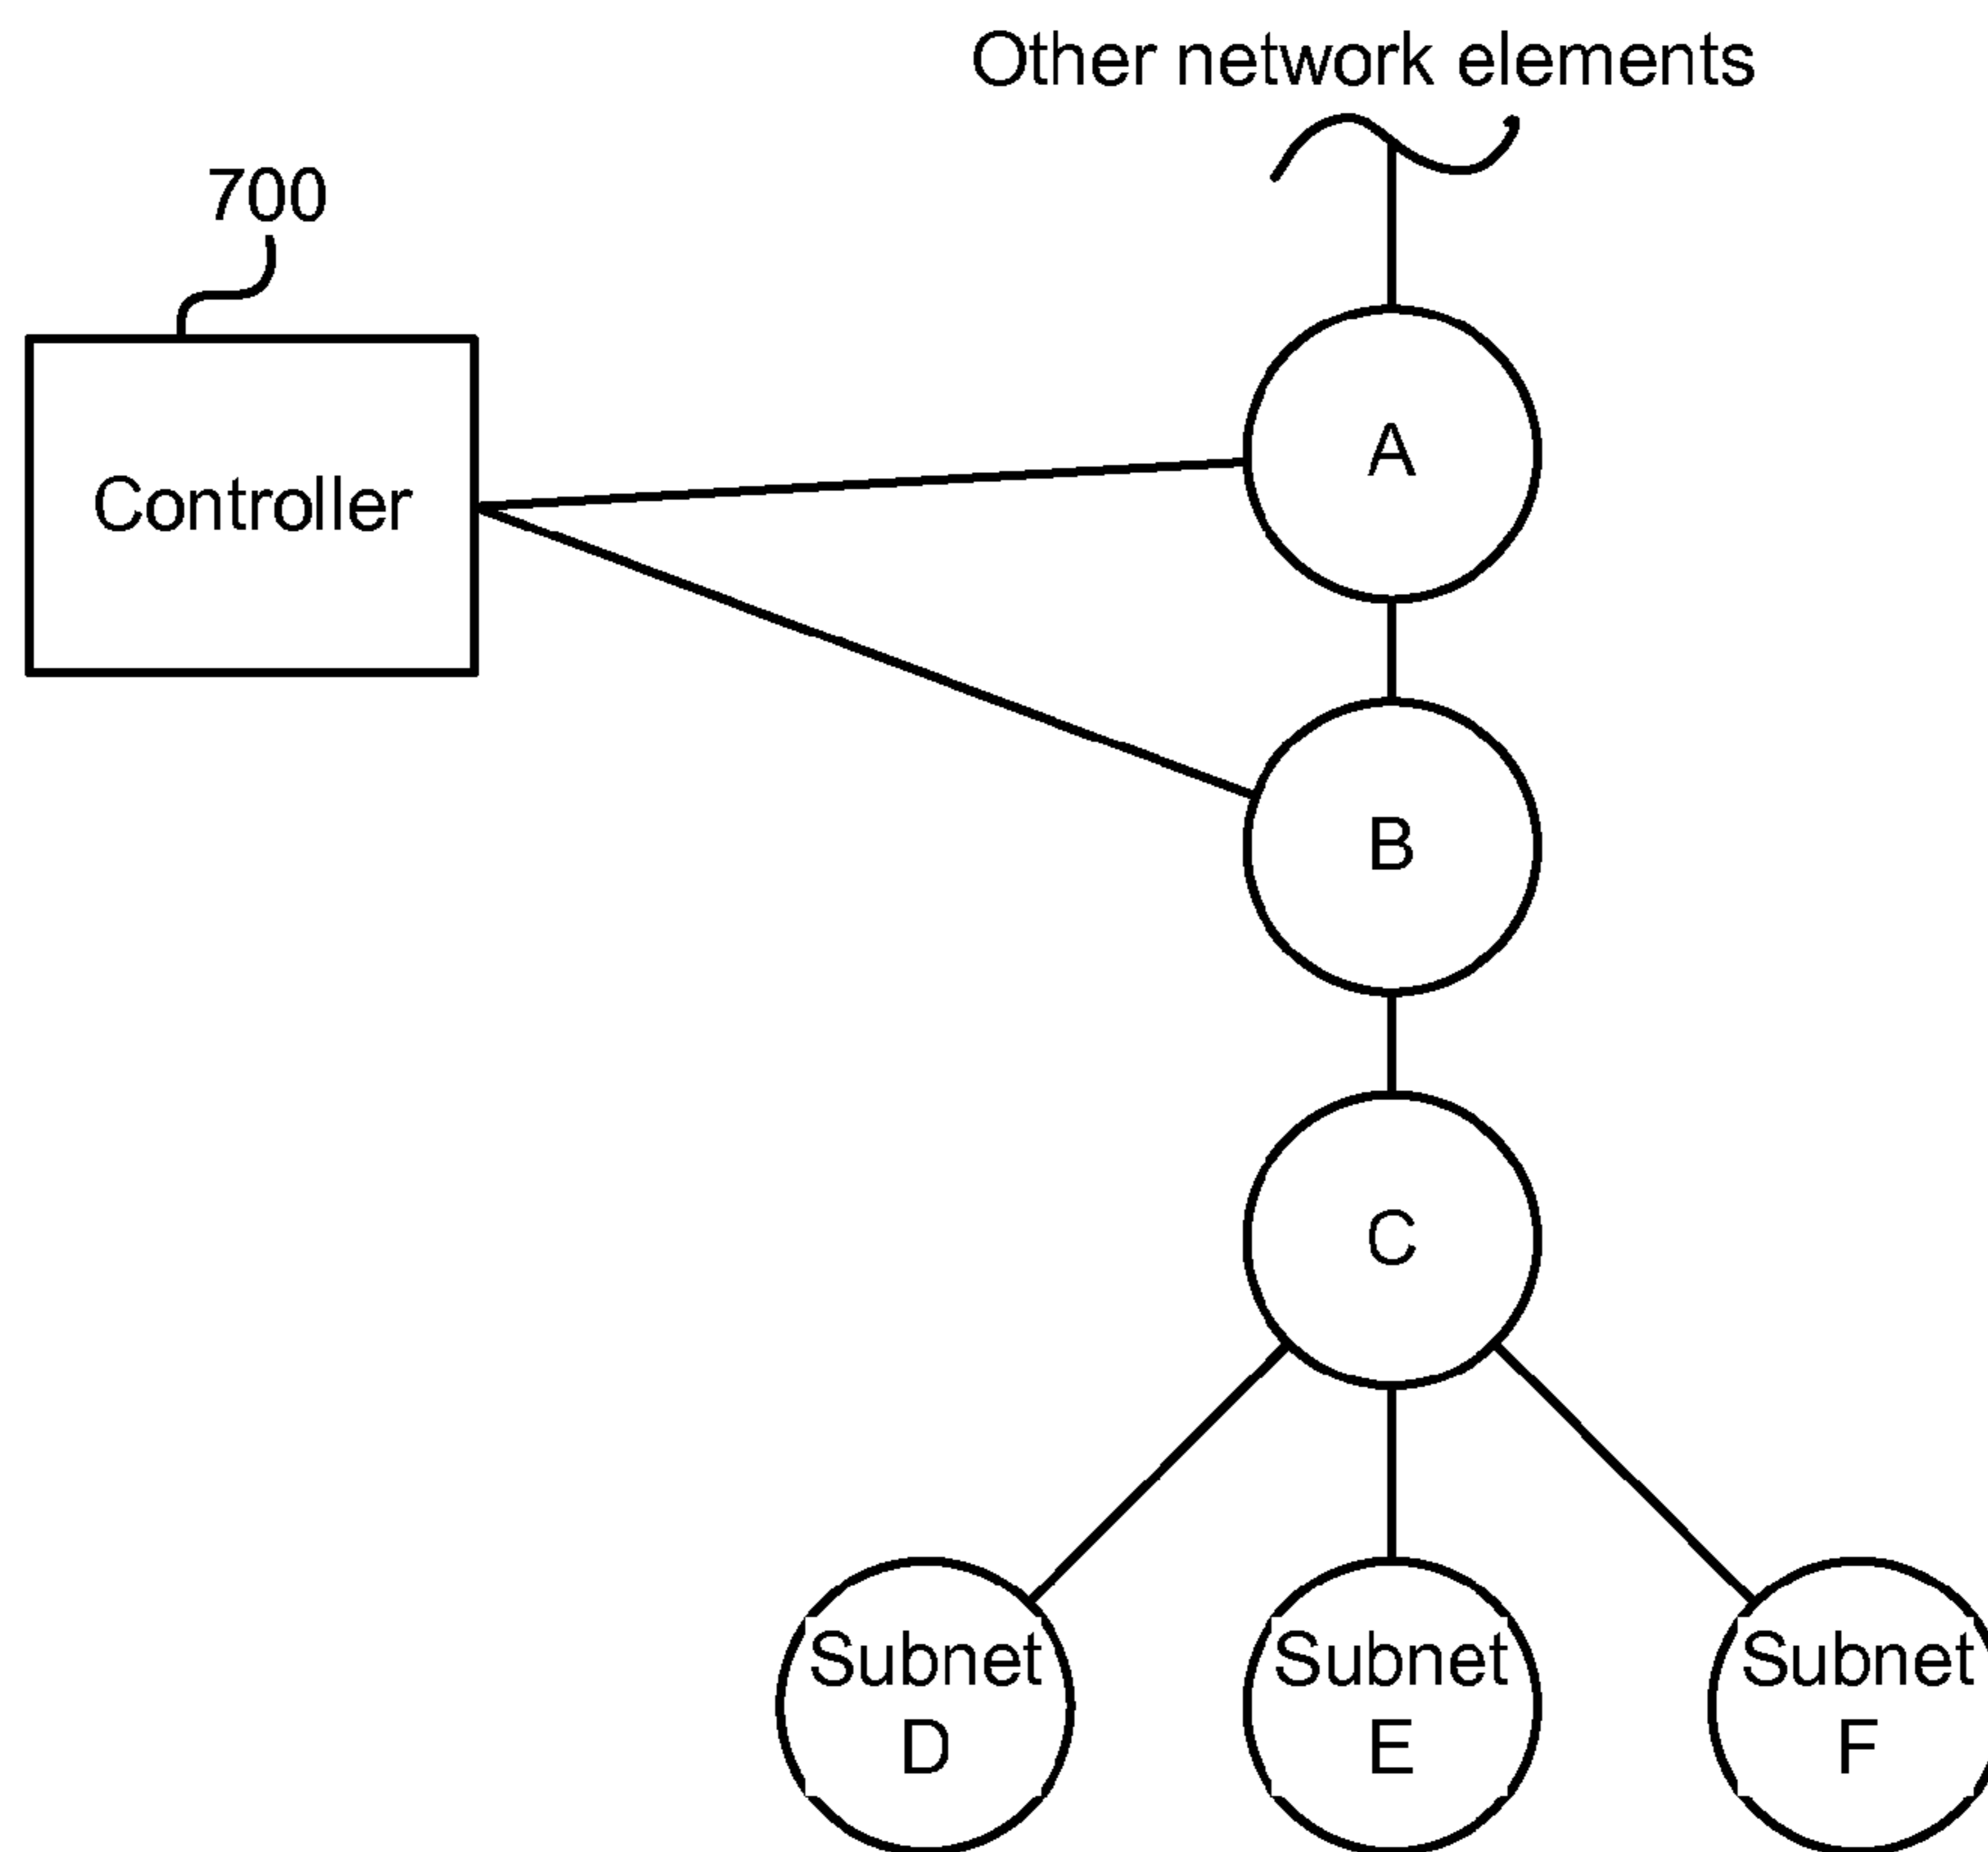 Other network elements
700
Controller
A
B
C
Subnet
D
Subnet
E
Subnet
F